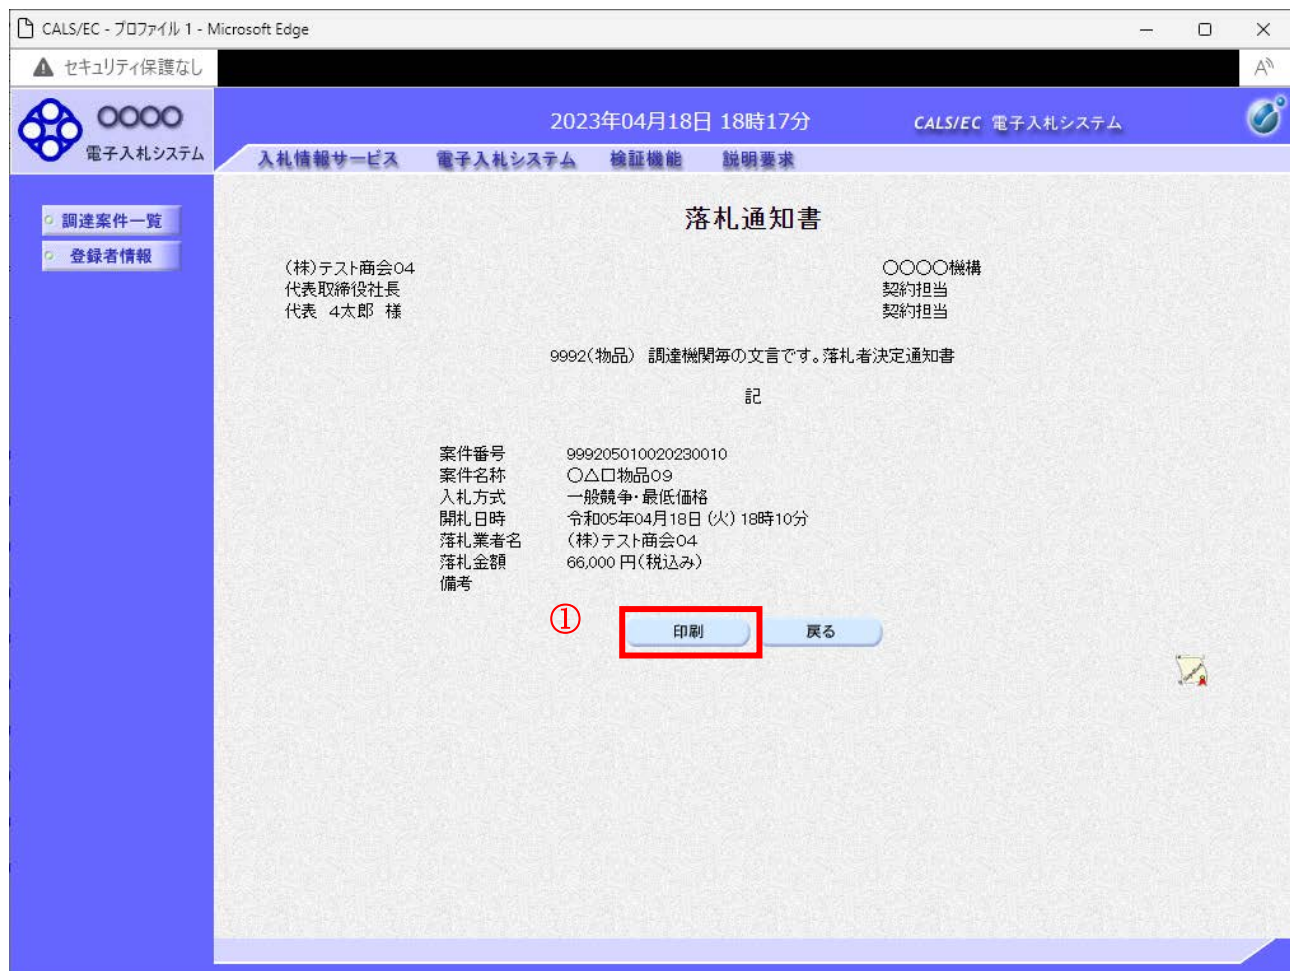 CALS/EC - プロファイル 1 - Microsoft Edge
セキュリティ保護なし
○○○○
電子入札システム
2023年04月18日 18時17分
CALS/EC 電子入札システム
入札情報サービス 電子入札システム 検証機能 説明要求
調達案件一覧
登録者情報
落札通知書
(株)テスト商会04
代表取締役社長
代表 4太郎 様
○○○○機構
契約担当
契約担当
9992(物品) 調達機関毎の文言です。落札者決定通知書
記
案件番号 999205010020230010
案件名称 ○△□物品09
入札方式 一般競争・最低価格
開札日時 令和05年04月18日(火) 18時10分
落札業者名 (株)テスト商会04
落札金額 66,000 円(税込み)
備考
①
印刷
戻る